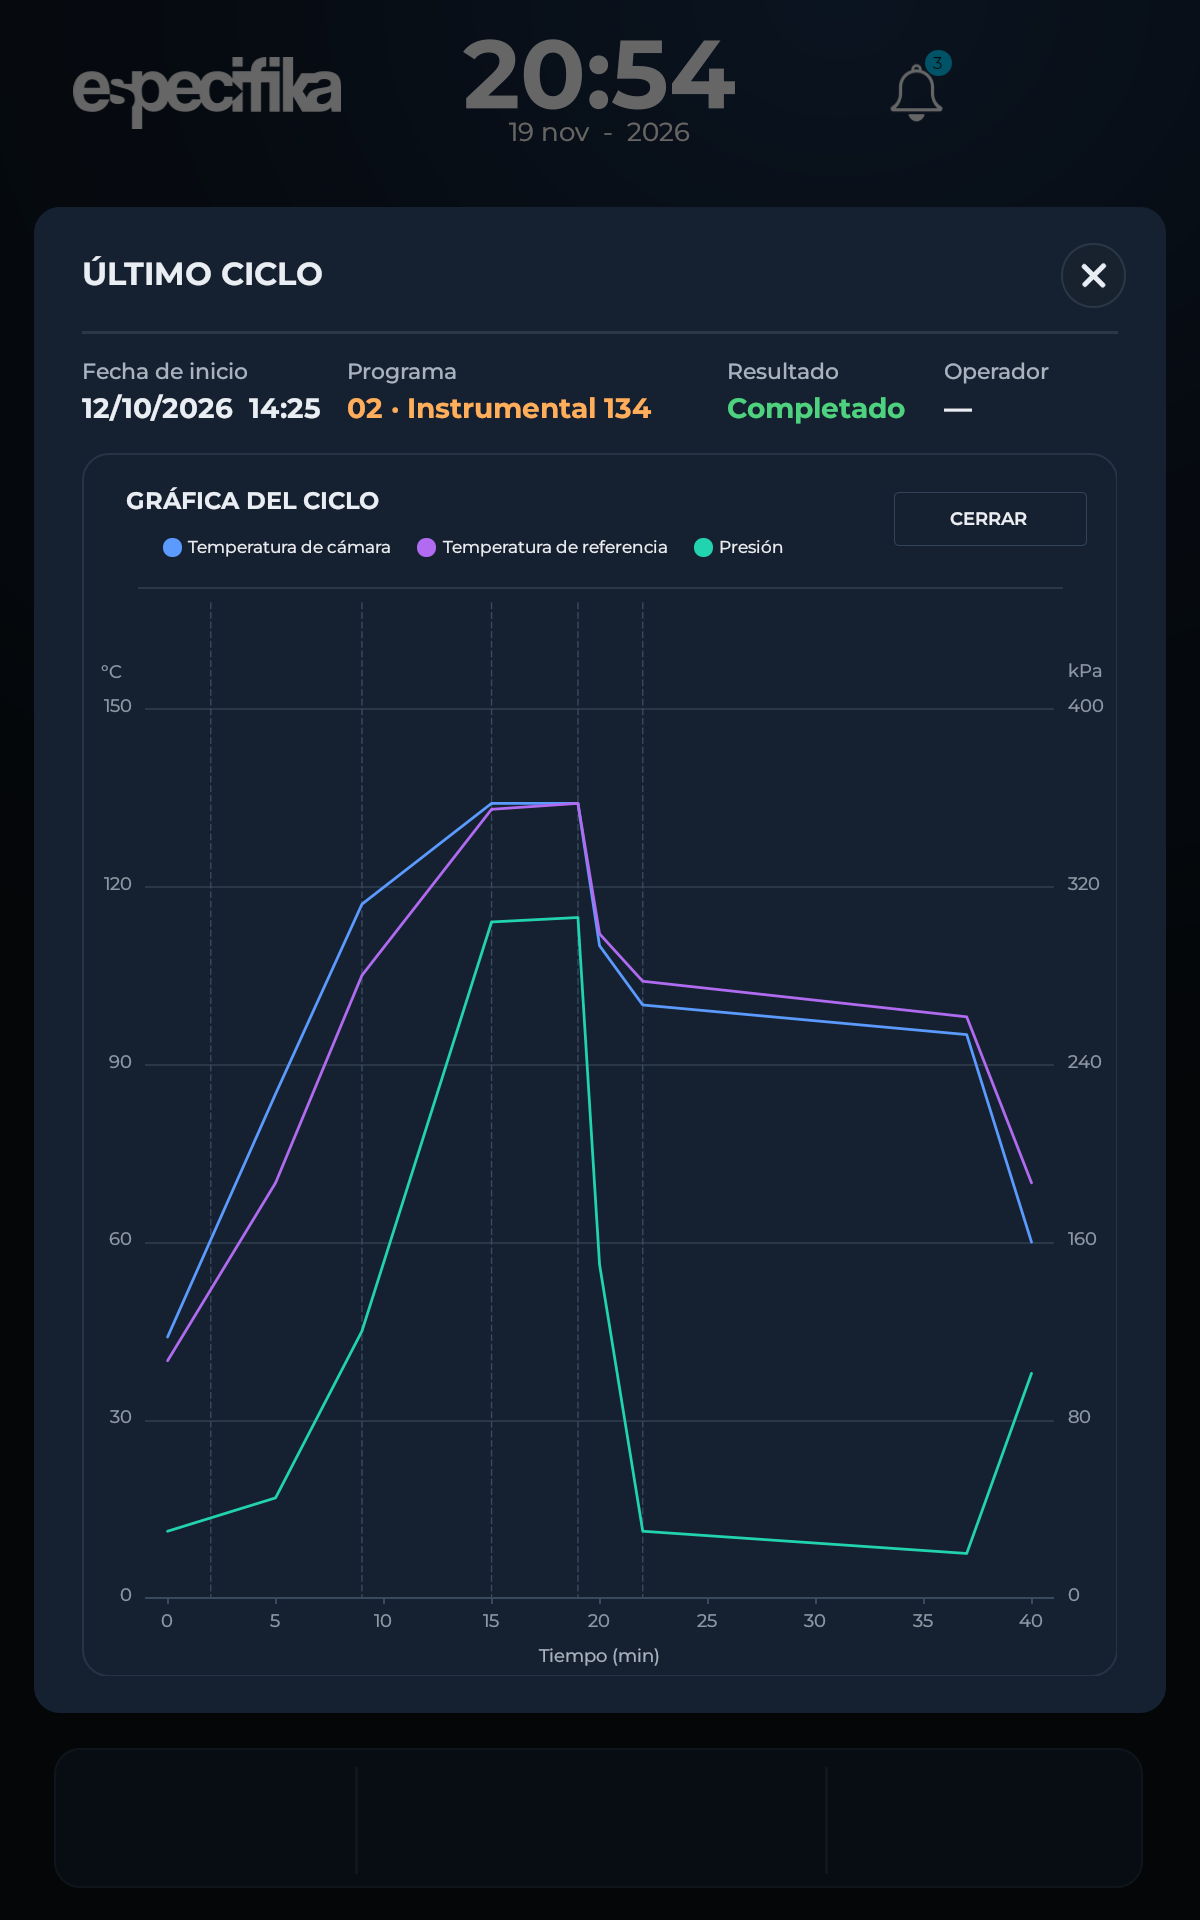 especifika
20:54
3
19 nov - 2026
ÚLTIMO CICLO
Fecha de inicio Programa Resultado Operador
12/10/2026 14:25 02 · Instrumental 134 Completado —
GRÁFICA DEL CICLO
CERRAR
Temperatura de cámara Temperatura de referencia Presión
°C kPa
150 400
120 320
90 240
60 160
30 80
0 0
0 5 10 15 20 25 30 35 40
Tiempo (min)